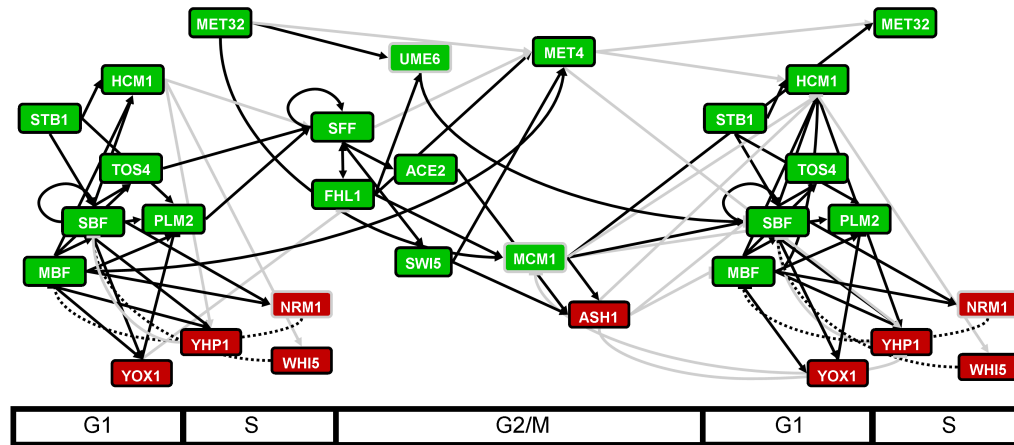 MET32
MET32
UME6
MET4
HCM1
HCM1
STB1
SFF
STB1
TOS4
ACE2
TOS4
FHL1
SBF
PLM2
SBF
PLM2
MBF
SWI5
MCM1
MBF
NRM1
ASH1
NRM1
YHP1
YHP1
WHI5
WHI5
YOX1
YOX1
G1 S G2/M G1 S